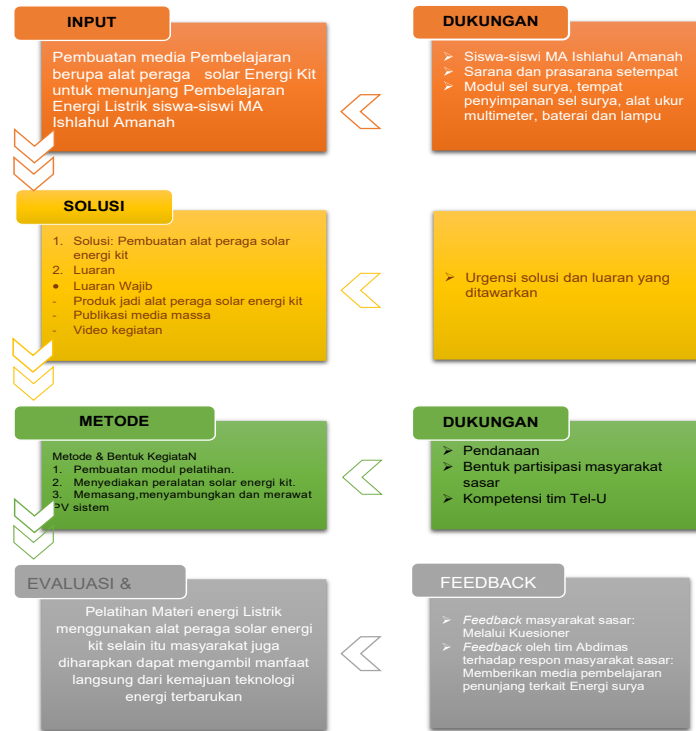 INPUT
Pembuatan media Pembelajaran
berupa alat peraga solar Energi Kit
untuk menunjang Pembelajaran
Energi Listrik siswa-siswi MA
Ishlahul Amanah
DUKUNGAN
➢ Siswa-siswi MA Ishlahul Amanah
➢ Sarana dan prasarana setempat
➢ Modul sel surya, tempat
penyimpanan sel surya, alat ukur
multimeter, baterai dan lampu
SOLUSI
1. Solusi: Pembuatan alat peraga solar
energi kit
2. Luaran
● Luaran Wajib
- Produk jadi alat peraga solar energi kit
- Publikasi media massa
- Video kegiatan
➢ Urgensi solusi dan luaran yang
ditawarkan
METODE
Metode & Bentuk KegiataN
1. Pembuatan modul pelatihan.
2. Menyediakan peralatan solar energi kit.
3. Memasang,menyambungkan dan merawat
PV sistem
DUKUNGAN
➢ Pendanaan
➢ Bentuk partisipasi masyarakat
sasar
➢ Kompetensi tim Tel-U
EVALUASI &
Pelatihan Materi energi Listrik
menggunakan alat peraga solar energi
kit selain itu masyarakat juga
diharapkan dapat mengambil manfaat
langsung dari kemajuan teknologi
energi terbarukan
FEEDBACK
➢ Feedback masyarakat sasar:
Melalui Kuesioner
➢ Feedback oleh tim Abdimas
terhadap respon masyarakat sasar:
Memberikan media pembelajaran
penunjang terkait Energi surya